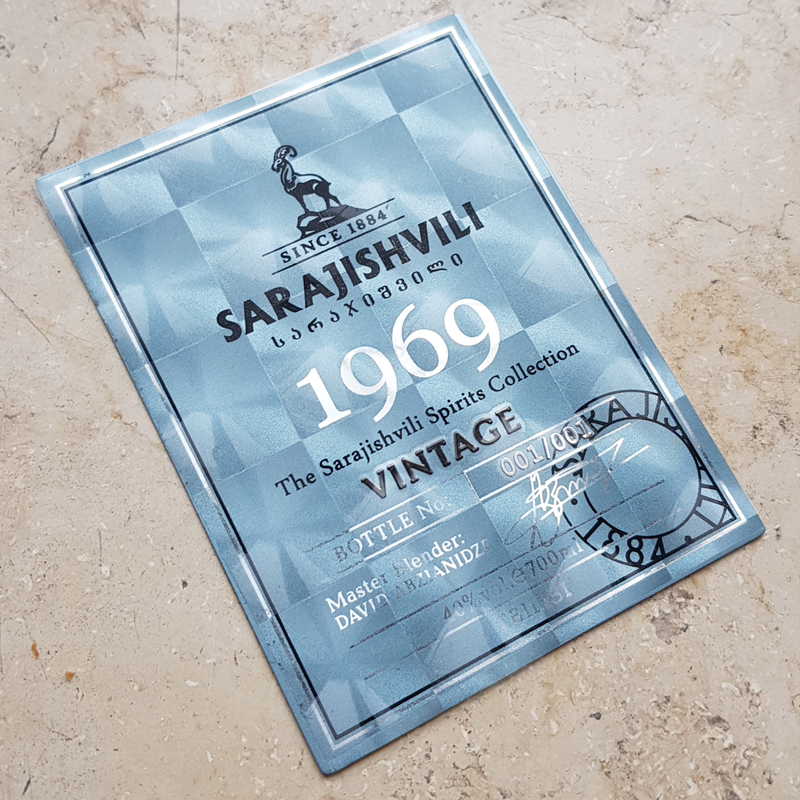 SINCE 1884
SARAJISHVILI
სარაჯიშვილი
1969
The Sarajishvili Spirits Collection
VINTAGE
BOTTLE No. 001/001
Master Blender:
DAVID ABZIANIDZE
40% vol. ℮700ml
1884